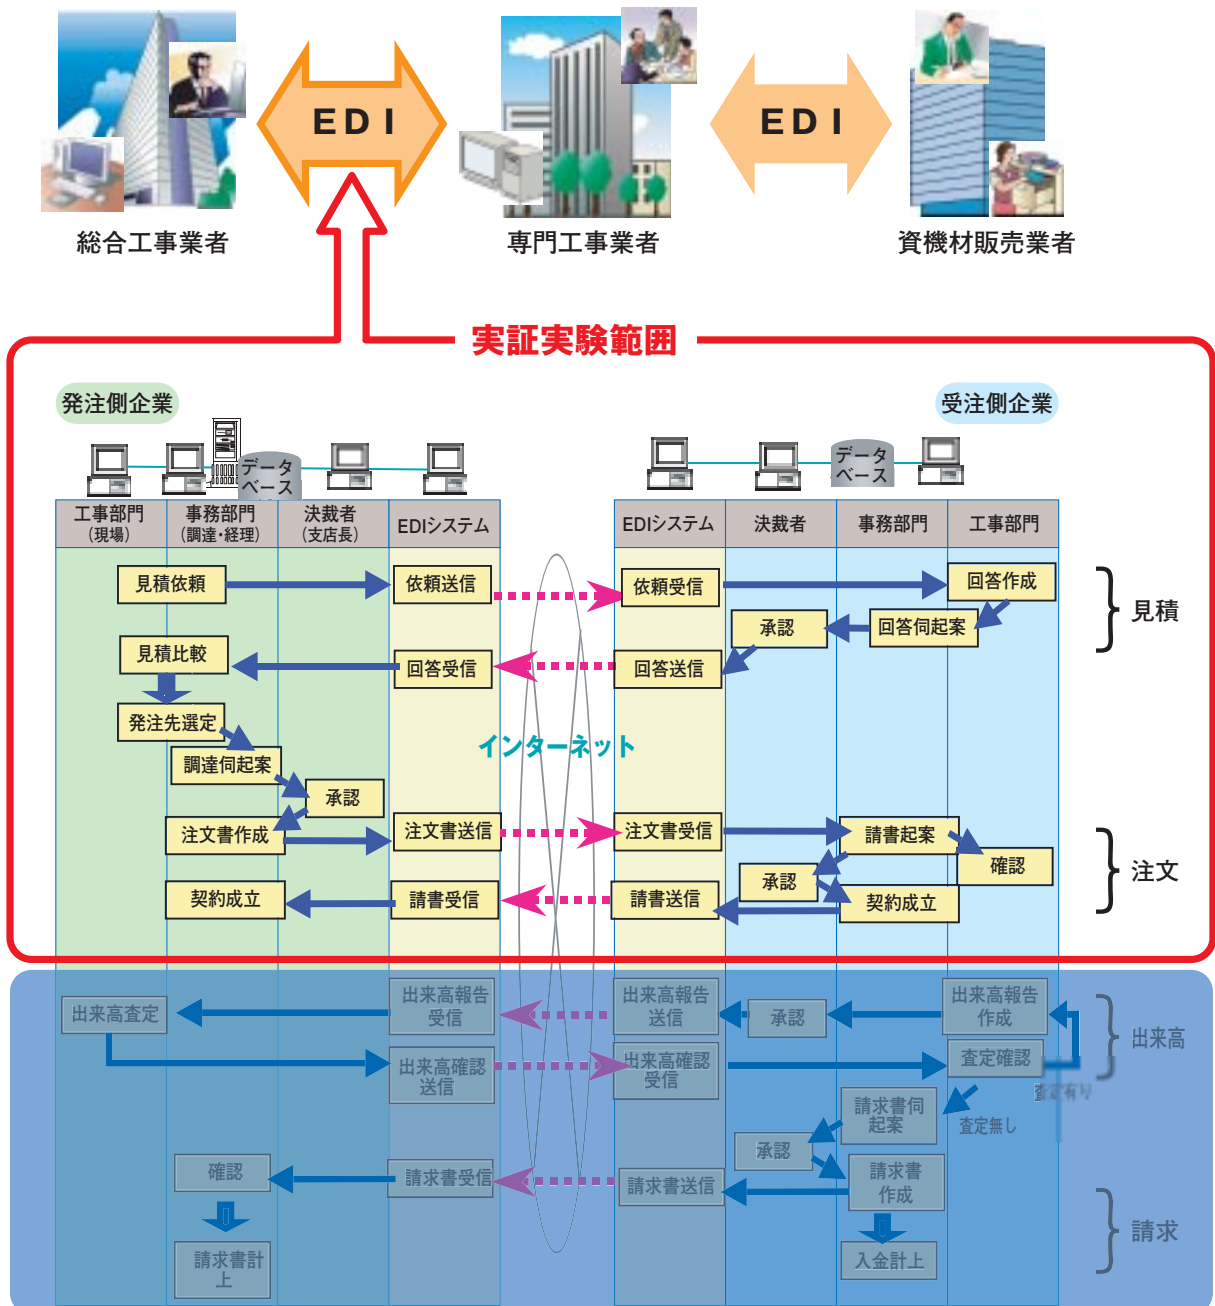 EDI
EDI
総合工事業者
専門工事業者
資機材販売業者
実証実験範囲
発注側企業
受注側企業
データ
ベース
データ
ベース
工事部門
(現場)
事務部門
(調達・経理)
決裁者
(支店長)
EDIシステム
EDIシステム
決裁者
事務部門
工事部門
見積依頼
依頼送信
依頼受信
回答作成
承認
回答伺起案
見積
見積比較
回答受信
回答送信
発注先選定
調達伺起案
インターネット
承認
注文書作成
注文書送信
注文書受信
請書起案
確認
注文
承認
契約成立
請書受信
請書送信
契約成立
出来高査定
出来高報告
受信
出来高報告
送信
承認
出来高報告
作成
出来高
出来高確認
送信
出来高確認
受信
査定確認
査定有り
請求書伺
起案
査定無し
承認
確認
請求書受信
請求書送信
請求書
作成
請求
請求書計
上
入金計上